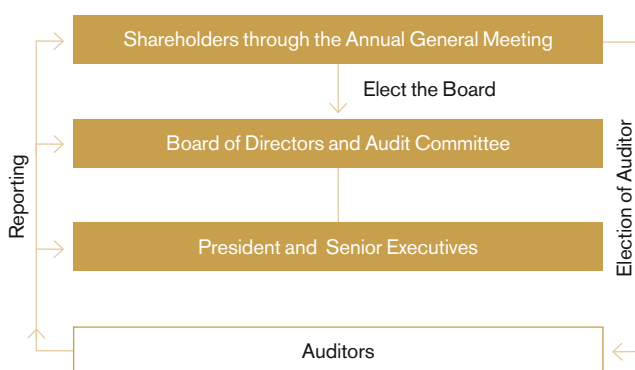 Shareholders through the Annual General Meeting
Elect the Board
Board of Directors and Audit Committee
Reporting
Election of Auditor
President and Senior Executives
Auditors